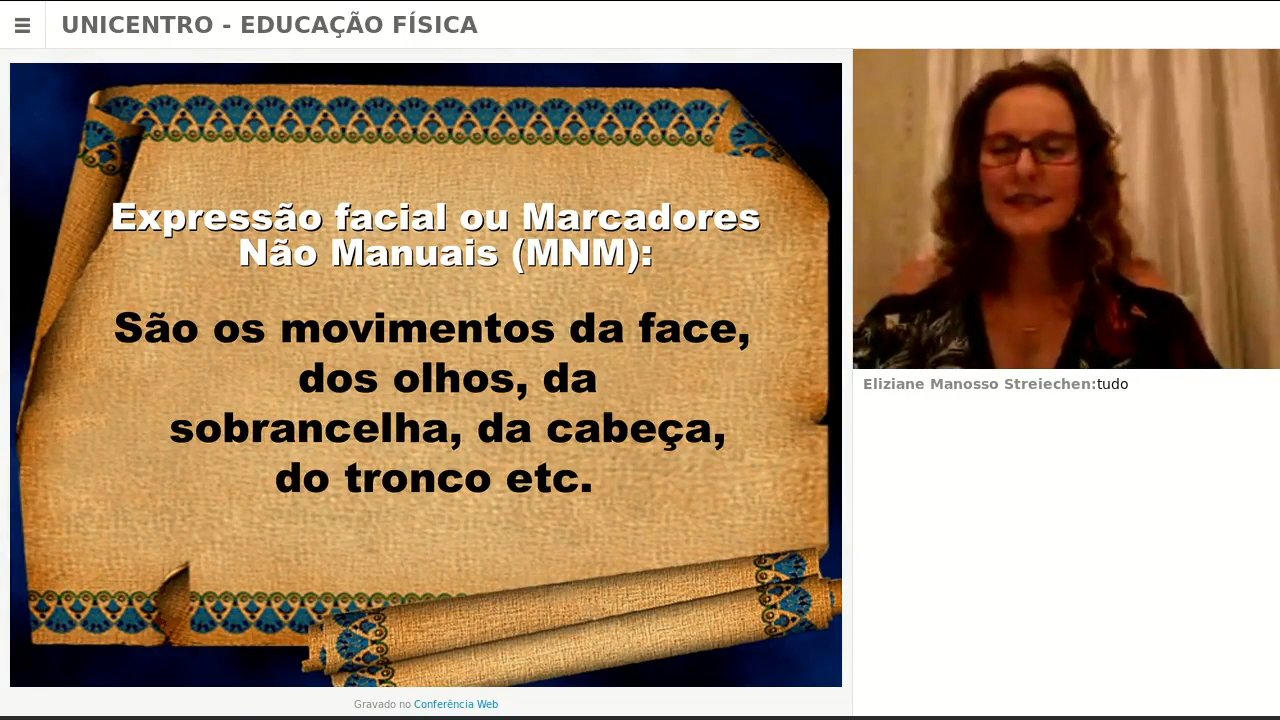 UNICENTRO - EDUCAÇÃO FÍSICA
Expressão facial ou Marcadores
Não Manuais (MNM):
São os movimentos da face,
dos olhos, da
sobrancelha, da cabeça,
do tronco etc.
Eliziane Manosso Streiechen:tudo
Gravado no Conferência Web